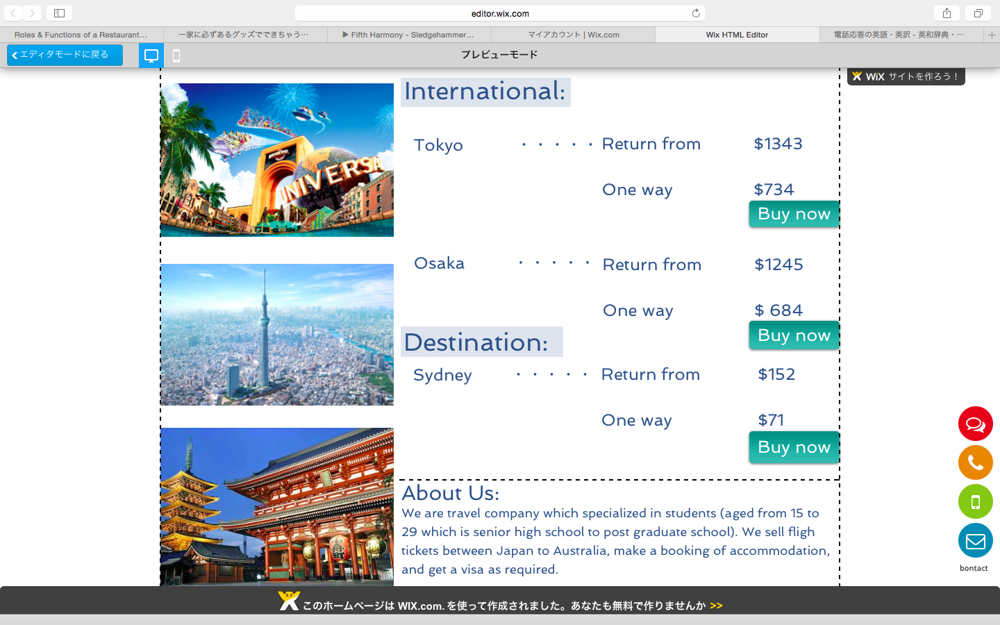 editor.wix.com
Roles & Functions of a Restaurant...
一家に必ずあるグッズでできちゃう…
▶ Fifth Harmony - Sledgehammer...
マイアカウント | Wix.com
Wix HTML Editor
電話応答の英語・英訳 - 英和辞典・…
エディタモードに戻る
プレビューモード
WiX サイトを作ろう！
UNIVERSA
International:
Tokyo ・・・・・ Return from $1343
One way $734
Buy now
Osaka ・・・・・ Return from $1245
One way $ 684
Buy now
Destination:
Sydney ・・・・・ Return from $152
One way $71
Buy now
About Us:
We are travel company which specialized in students (aged from 15 to
29 which is senior high school to post graduate school). We sell fligh
tickets between Japan to Australia, make a booking of accommodation,
and get a visa as required.
bontact
このホームページは WIX.com. を使って作成されました。あなたも無料で作りませんか >>